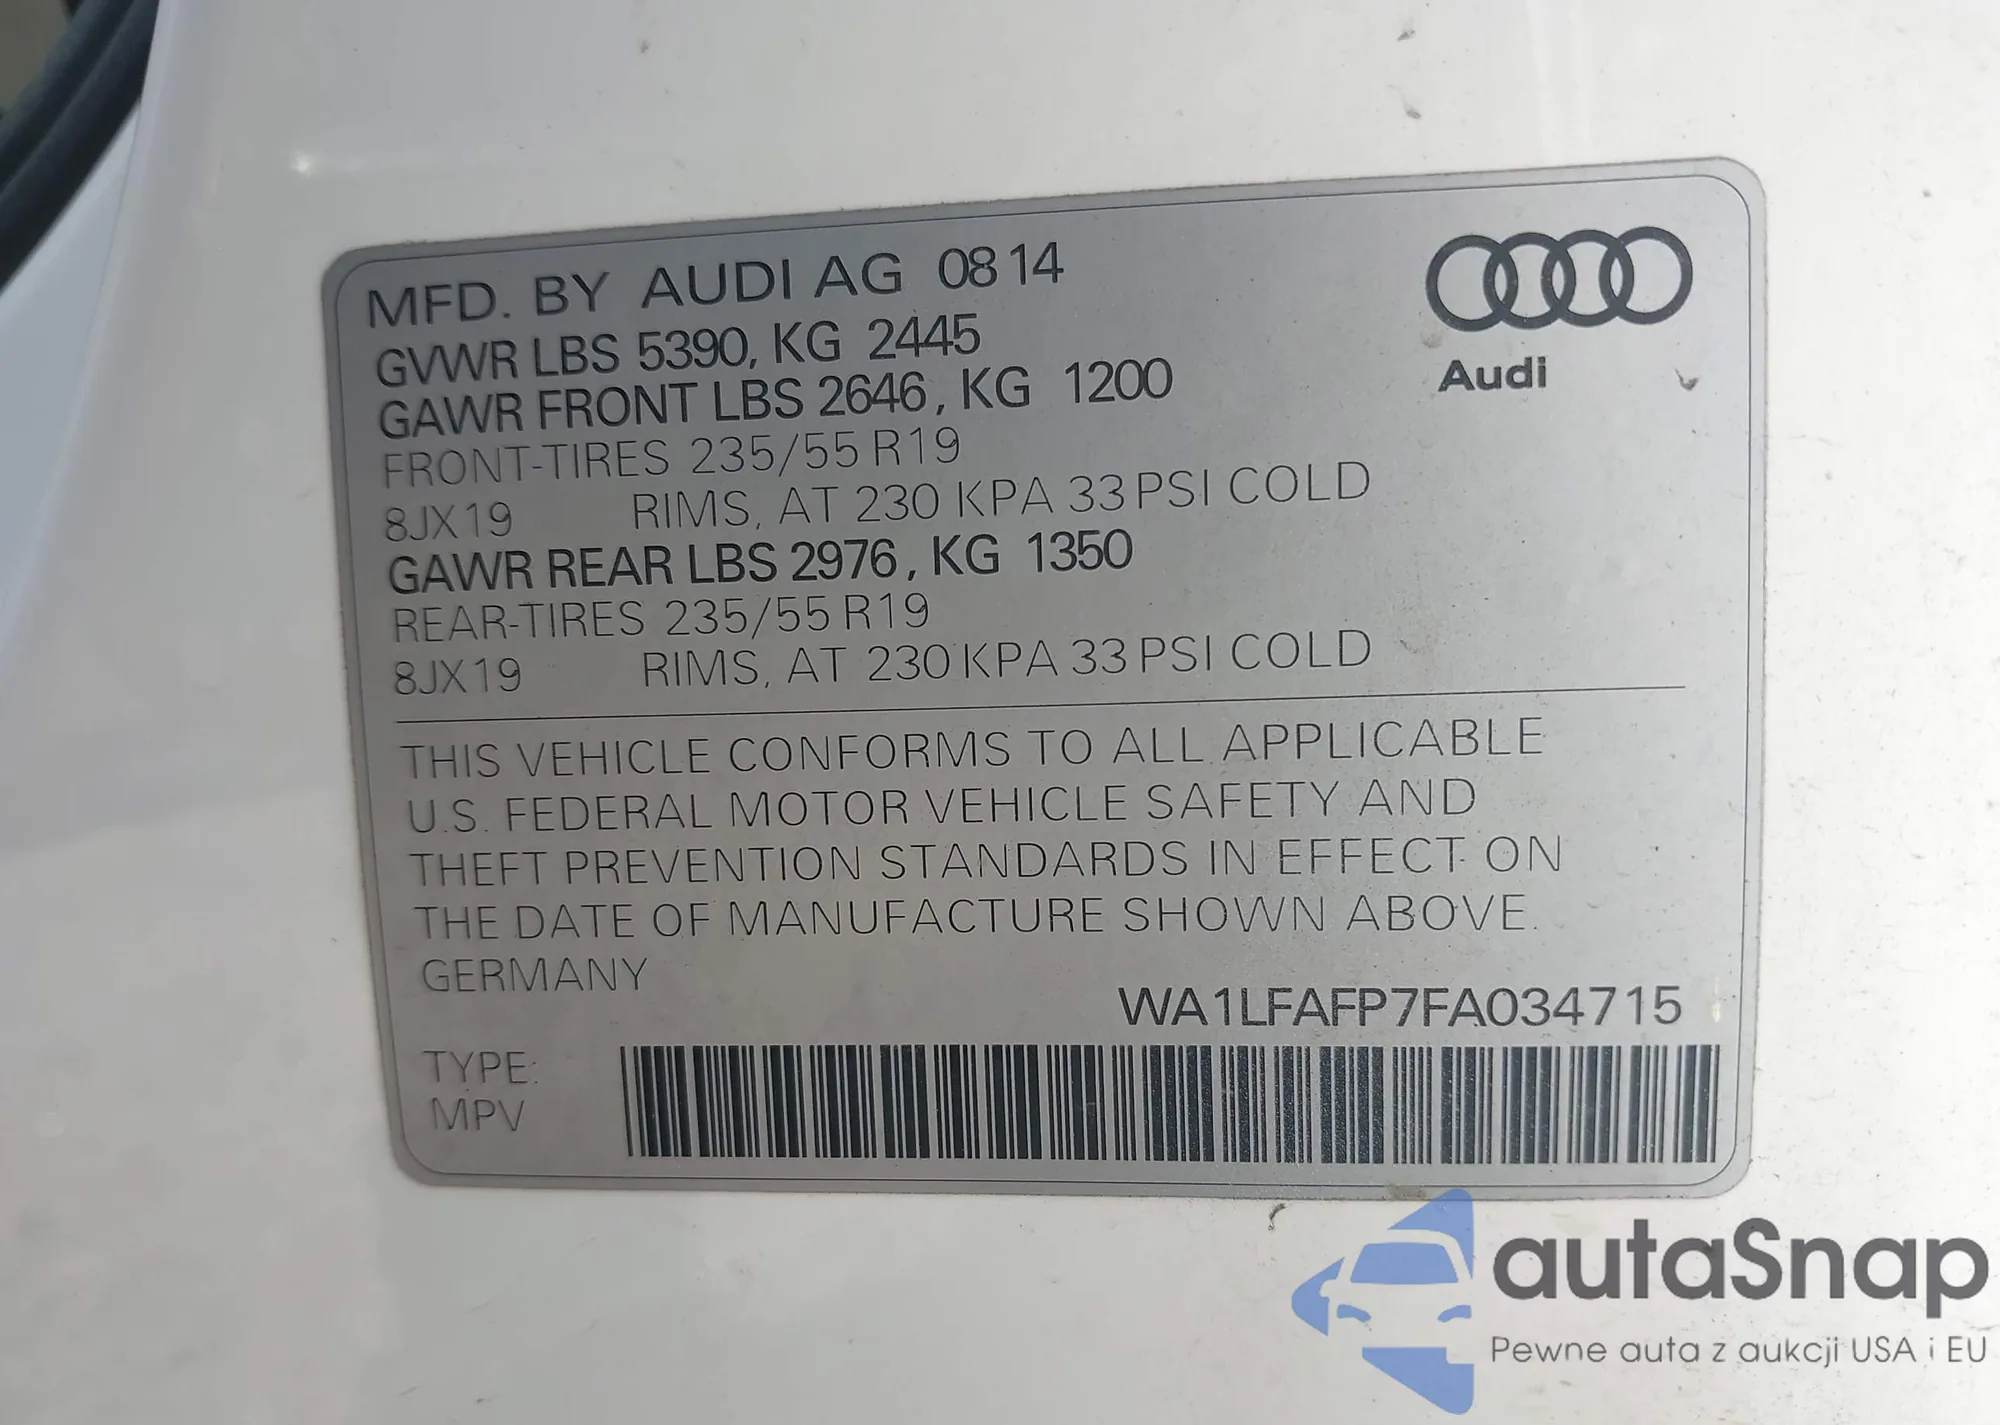 MFD. BY AUDI AG 0814
GVWR LBS 5390, KG 2445
GAWR FRONT LBS 2646, KG 1200
FRONT-TIRES 235/55 R19
8JX19 RIMS, AT 230 KPA 33 PSI COLD
GAWR REAR LBS 2976, KG 1350
REAR-TIRES 235/55 R19
8JX19 RIMS, AT 230 KPA 33 PSI COLD
Audi
THIS VEHICLE CONFORMS TO ALL APPLICABLE
U.S. FEDERAL MOTOR VEHICLE SAFETY AND
THEFT PREVENTION STANDARDS IN EFFECT ON
THE DATE OF MANUFACTURE SHOWN ABOVE.
GERMANY
WA1LFAFP7FA034715
TYPE:
MPV
autaSnap
Pewne auta z aukcji USA i EU